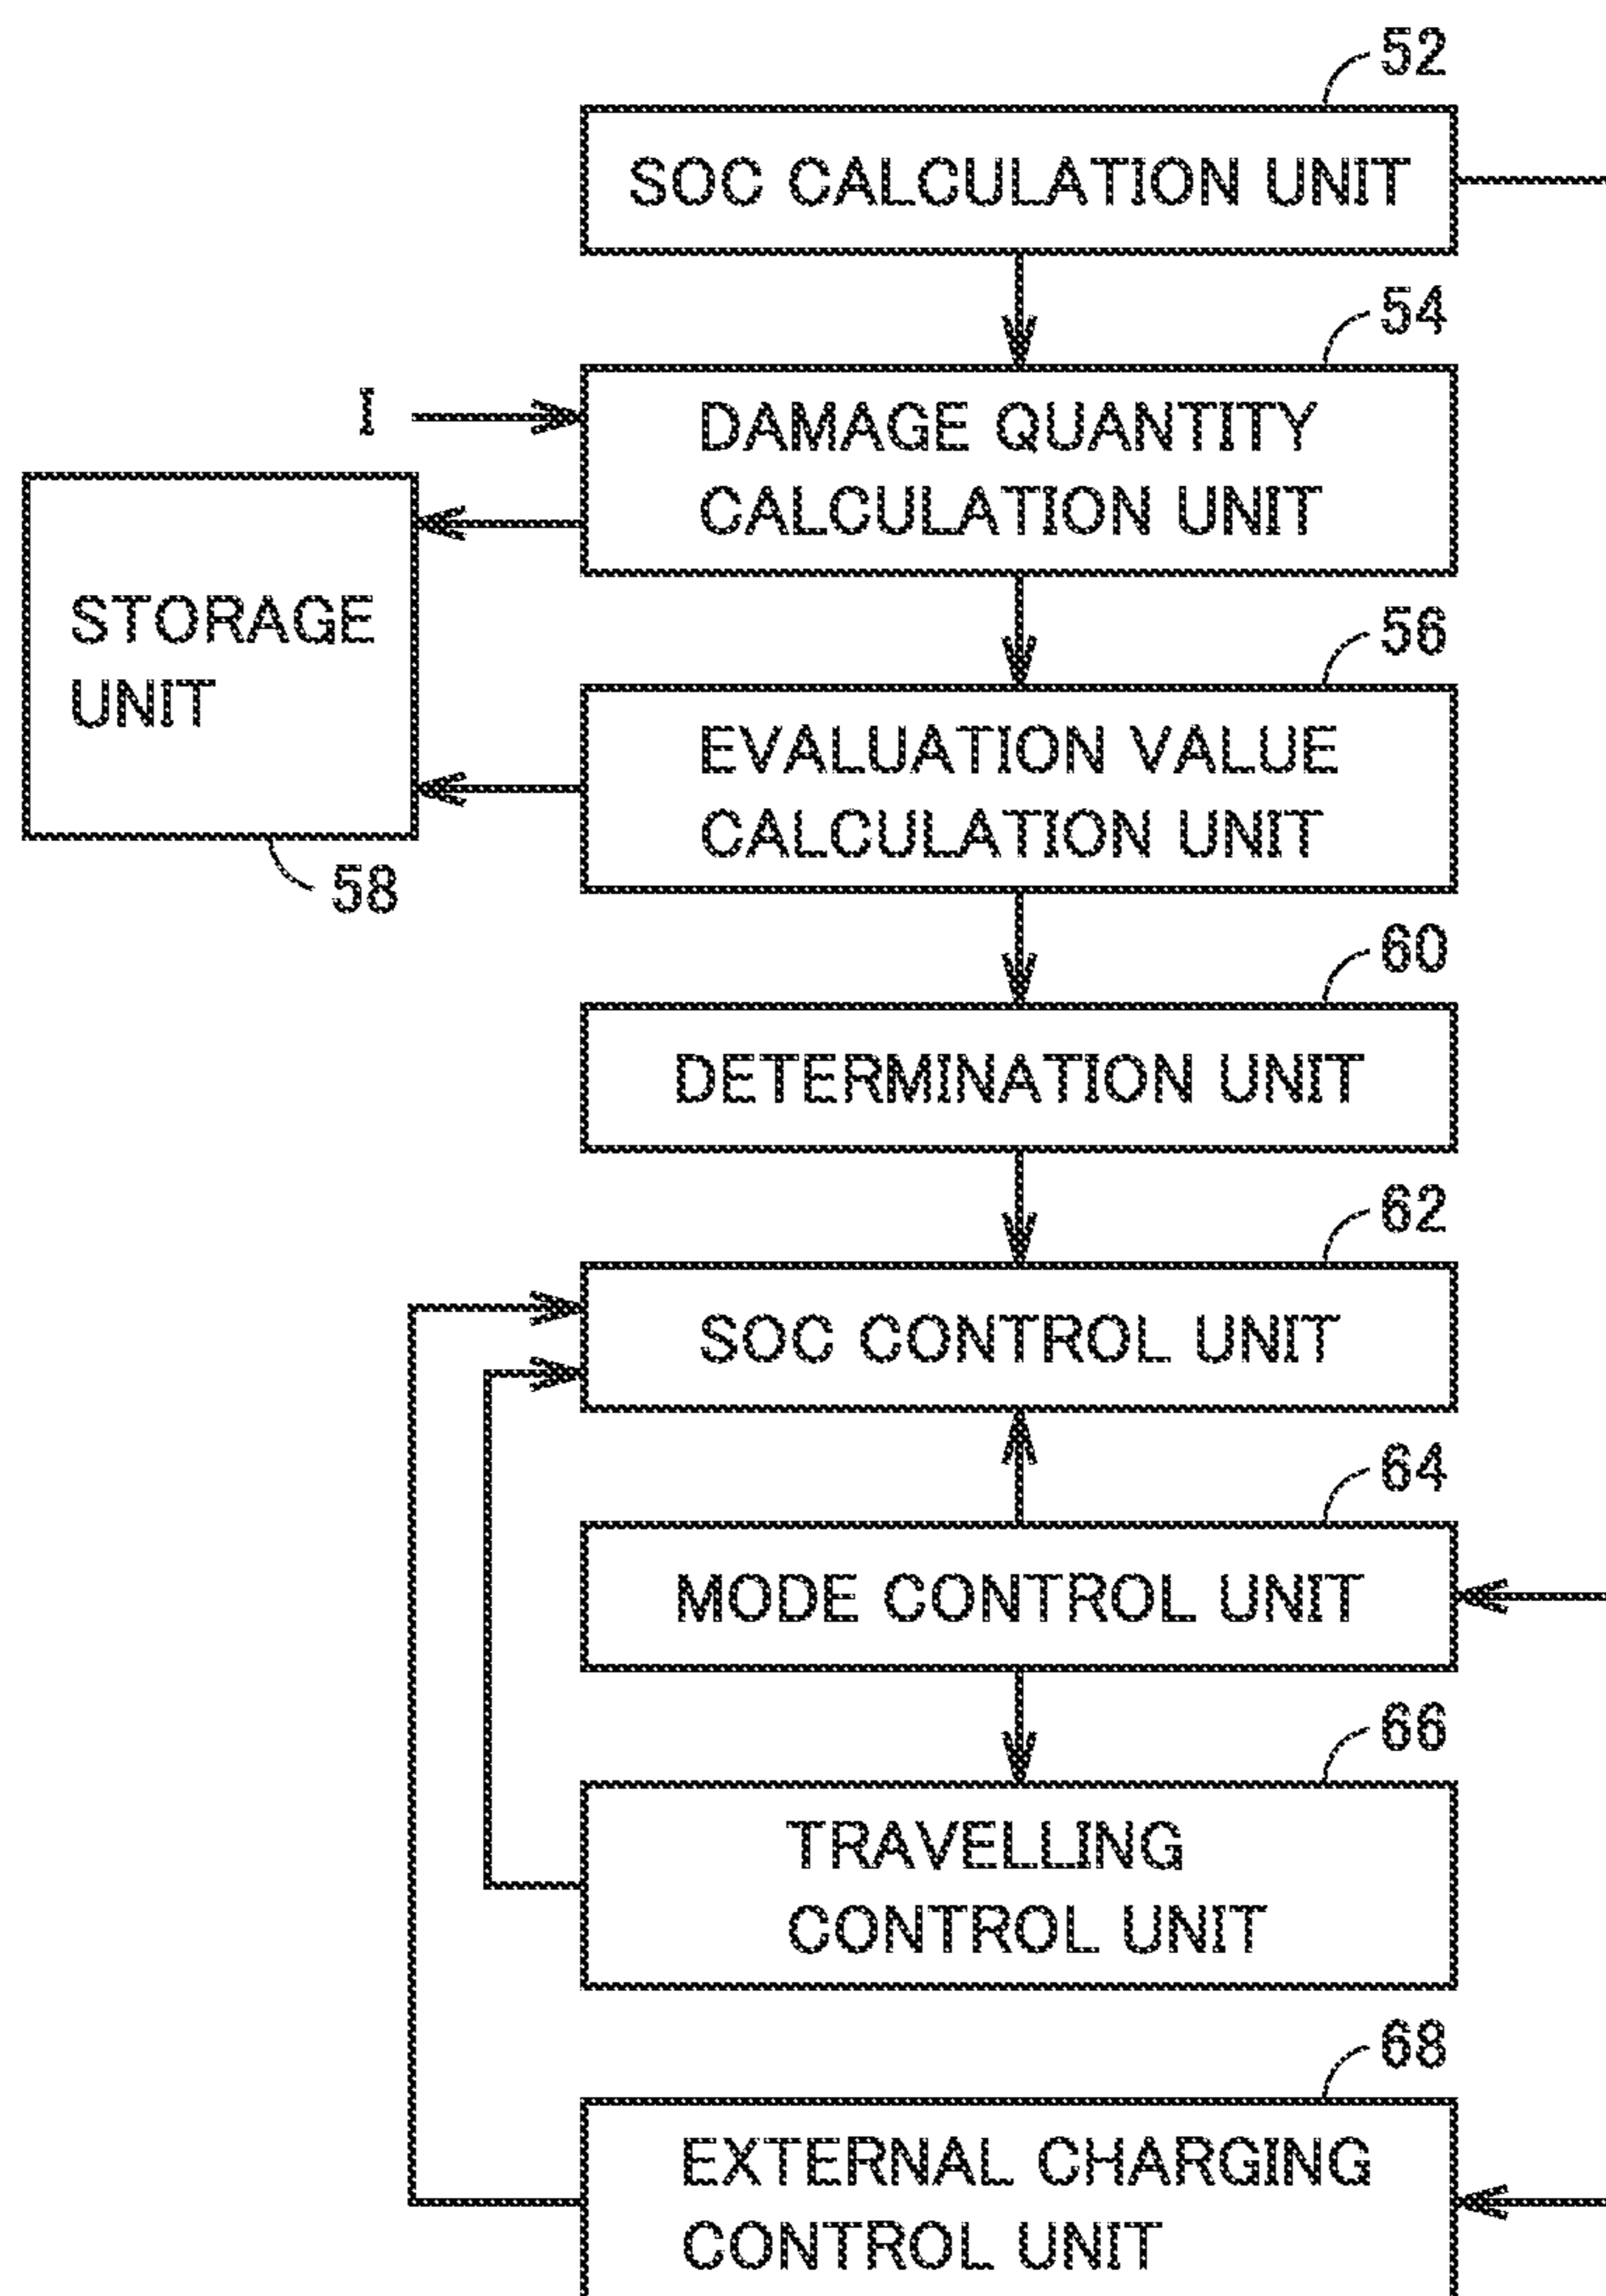 52
SOC CALCULATION UNIT
54
I
DAMAGE QUANTITY
CALCULATION UNIT
STORAGE
UNIT
58
56
EVALUATION VALUE
CALCULATION UNIT
60
DETERMINATION UNIT
62
SOC CONTROL UNIT
64
MODE CONTROL UNIT
66
TRAVELLING
CONTROL UNIT
68
EXTERNAL CHARGING
CONTROL UNIT